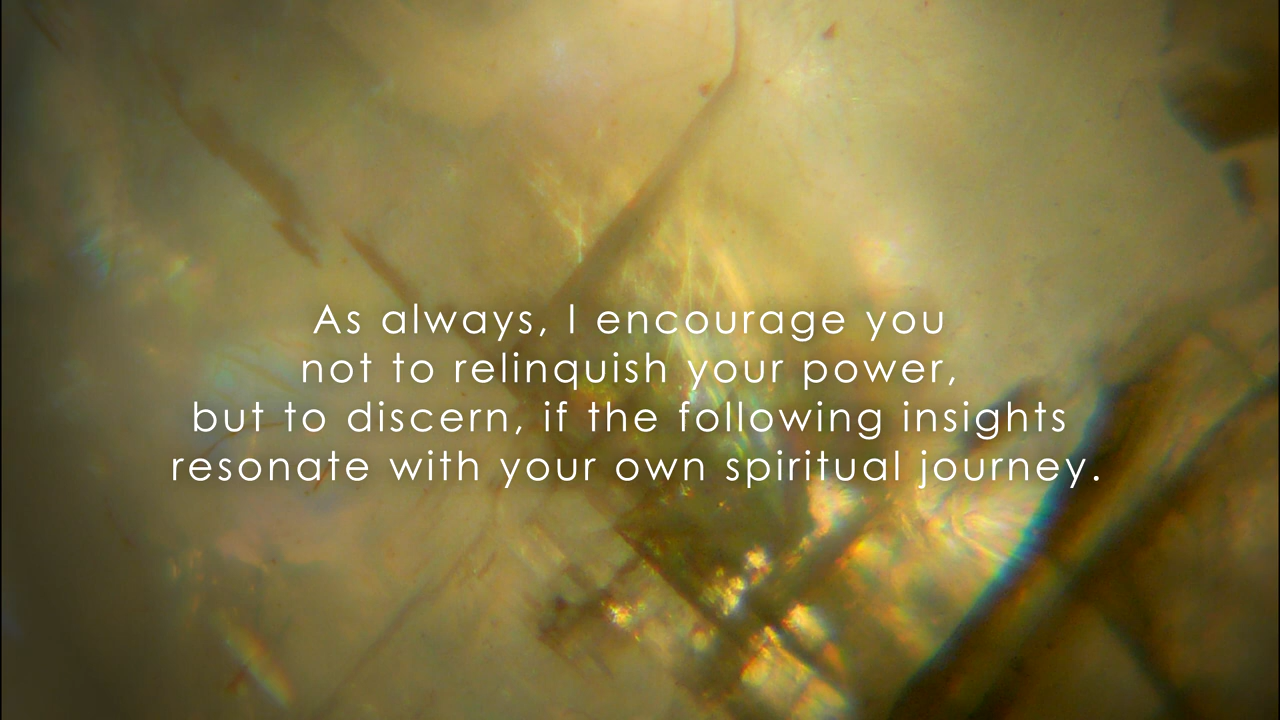 As always, I encourage you
not to relinquish your power,
but to discern, if the following insights
resonate with your own spiritual journey.